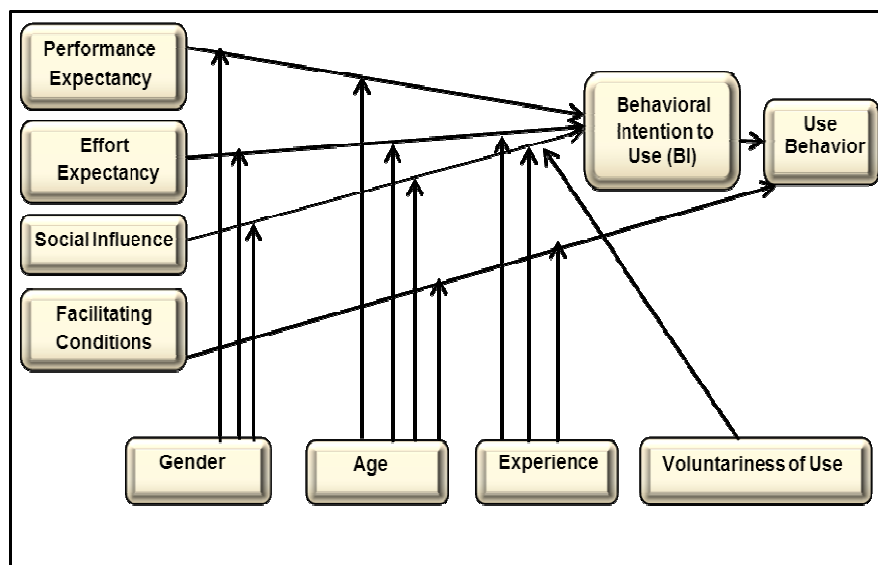 Performance
Expectancy
Effort
Expectancy
Social Influence
Facilitating
Conditions
Behavioral
Intention to
Use (BI)
Use
Behavior
Gender
Age
Experience
Voluntariness of Use